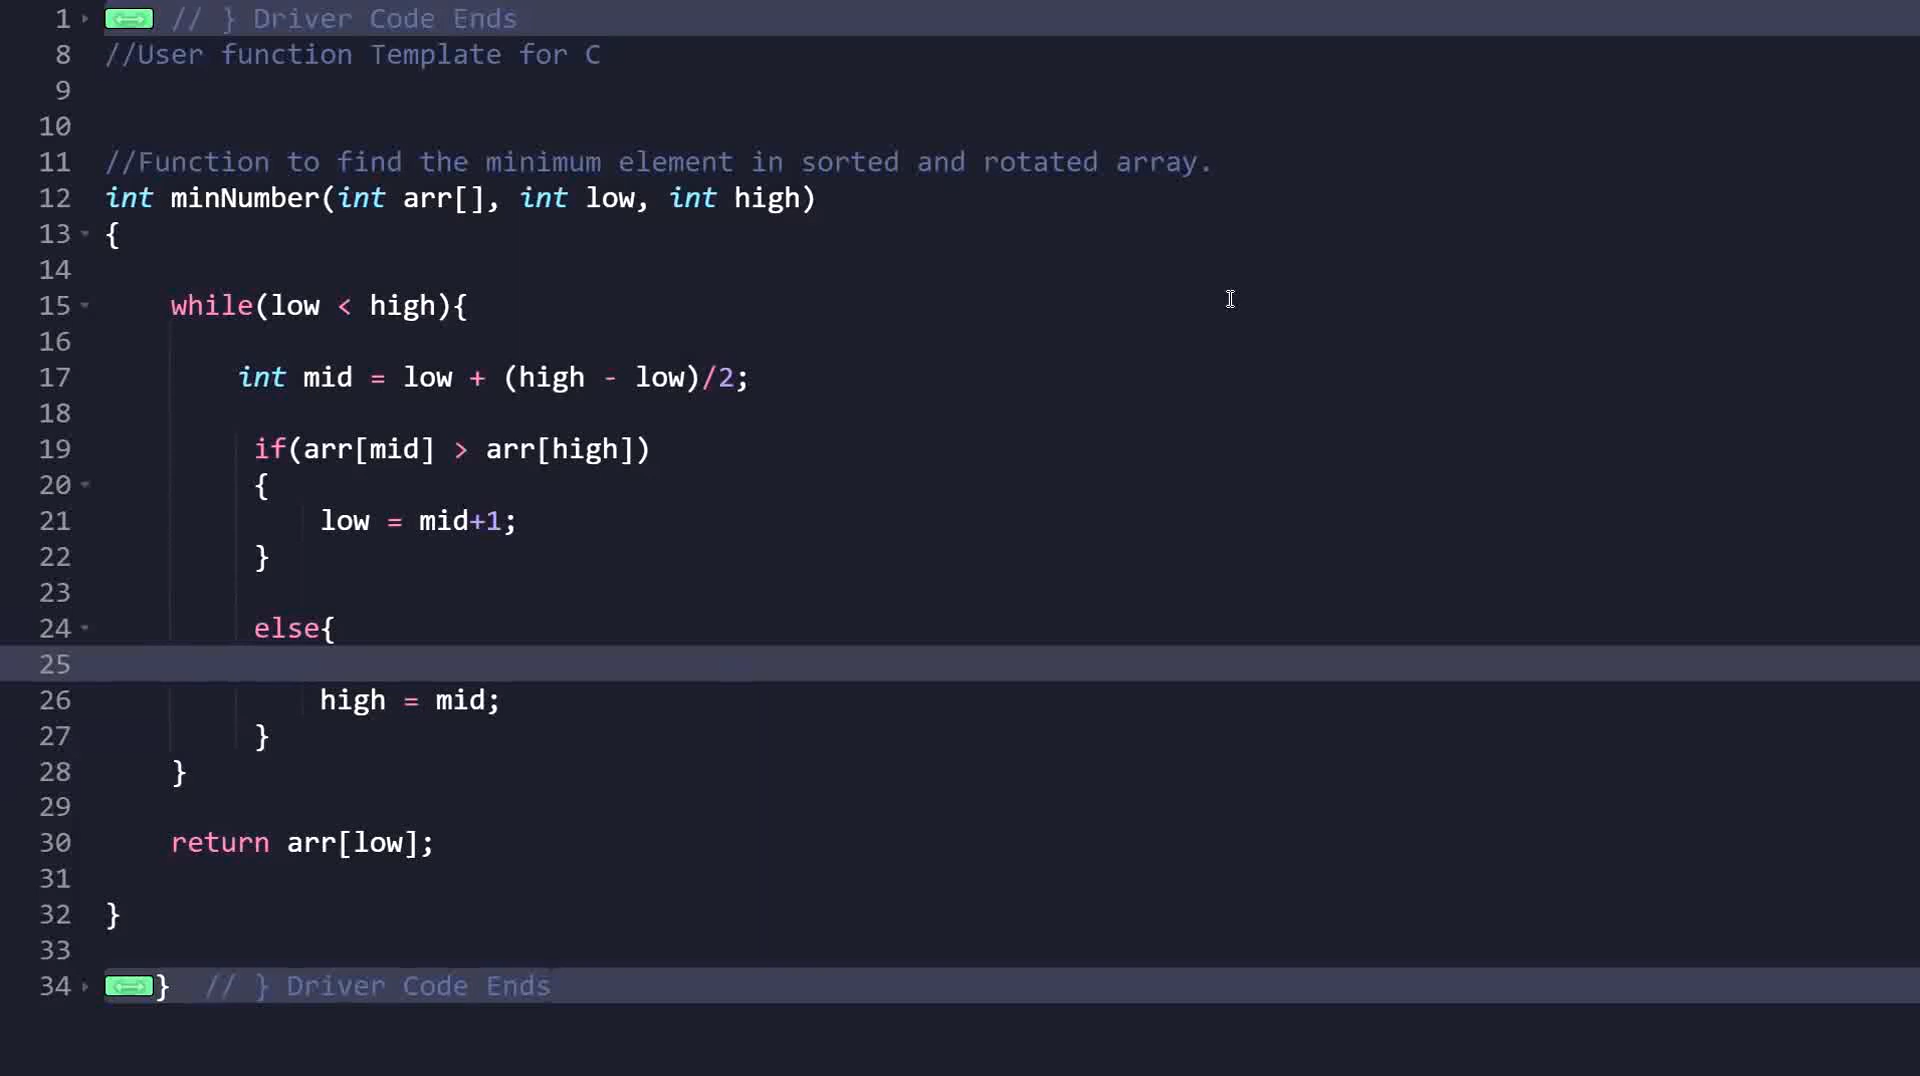 1 // } Driver Code Ends
8 //User function Template for C
9
10
11 //Function to find the minimum element in sorted and rotated array.
12 int minNumber(int arr[], int low, int high)
13 {
14
15 while(low < high){
16
17 int mid = low + (high - low)/2;
18
19 if(arr[mid] > arr[high])
20 {
21 low = mid+1;
22 }
23
24 else{
25
26 high = mid;
27 }
28 }
29
30 return arr[low];
31
32 }
33
34 } // } Driver Code Ends